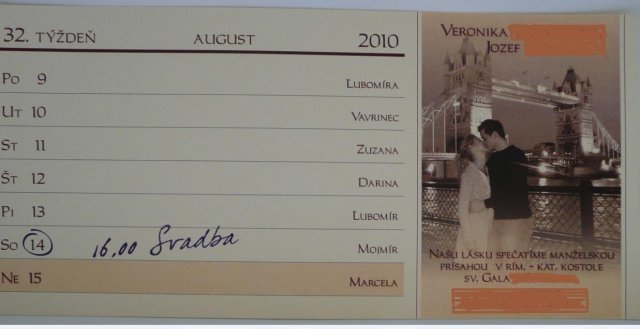 32. TÝŽDEŇ AUGUST 2010
PO 9 LUBOMÍRA
UT 10 VAVRINEC
ST 11 ZUZANA
ŠT 12 DARINA
PI 13 ĽUBOMÍR
SO 14 16,00 Svadba MOJMÍR
NE 15 MARCELA
VERONIKA
JOZEF
NAŠU LÁSKU SPEČATÍME MANŽELSKOU
PRÍSAHOU V RÍM. - KAT. KOSTOLE
SV. GALA